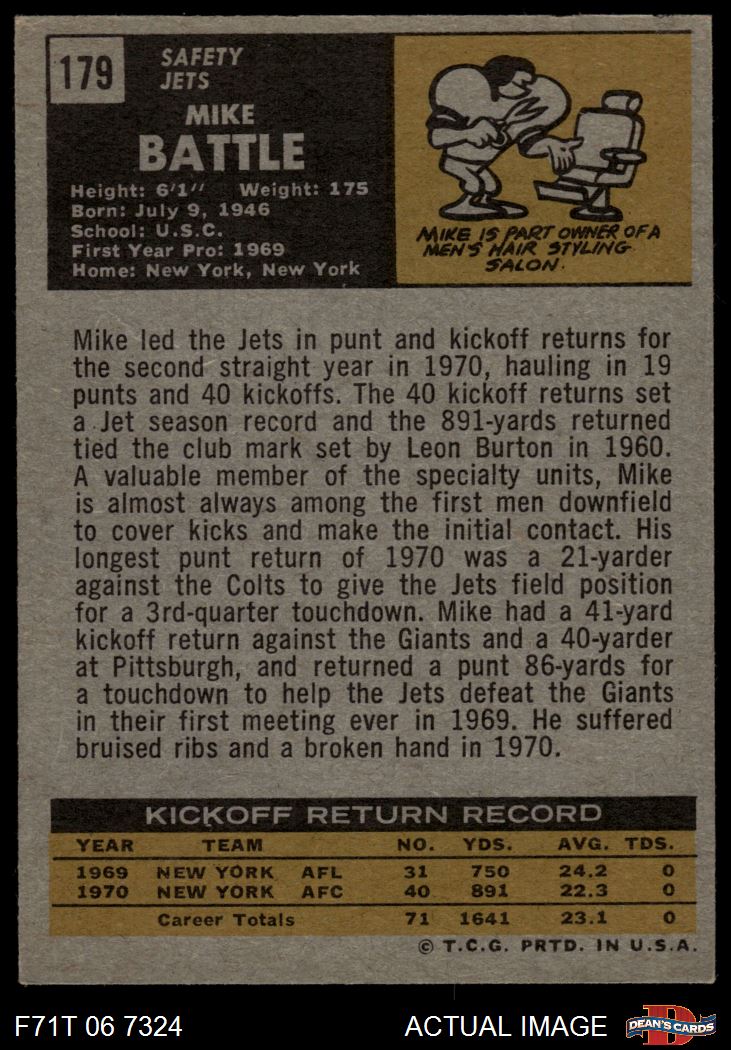 179
SAFETY
JETS
MIKE
BATTLE
Height: 6'1" Weight: 175
Born: July 9, 1946
School: U.S.C.
First Year Pro: 1969
Home: New York, New York
MIKE IS PART OWNER OF A
MEN'S HAIR STYLING
SALON.
Mike led the Jets in punt and kickoff returns for
the second straight year in 1970, hauling in 19
punts and 40 kickoffs. The 40 kickoff returns set
a Jet season record and the 891-yards returned
tied the club mark set by Leon Burton in 1960.
A valuable member of the specialty units, Mike
is almost always among the first men downfield
to cover kicks and make the initial contact. His
longest punt return of 1970 was a 21-yarder
against the Colts to give the Jets field position
for a 3rd-quarter touchdown. Mike had a 41-yard
kickoff return against the Giants and a 40-yarder
at Pittsburgh, and returned a punt 86-yards for
a touchdown to help the Jets defeat the Giants
in their first meeting ever in 1969. He suffered
bruised ribs and a broken hand in 1970.
KICKOFF RETURN RECORD
YEAR TEAM NO. YDS. AVG. TDS.
1969 NEW YORK AFL 31 750 24.2 0
1970 NEW YORK AFC 40 891 22.3 0
Career Totals 71 1641 23.1 0
© T.C.G. PRTD. IN U.S.A.
F71T 06 7324 ACTUAL IMAGE
D
DEAN'S CARDS